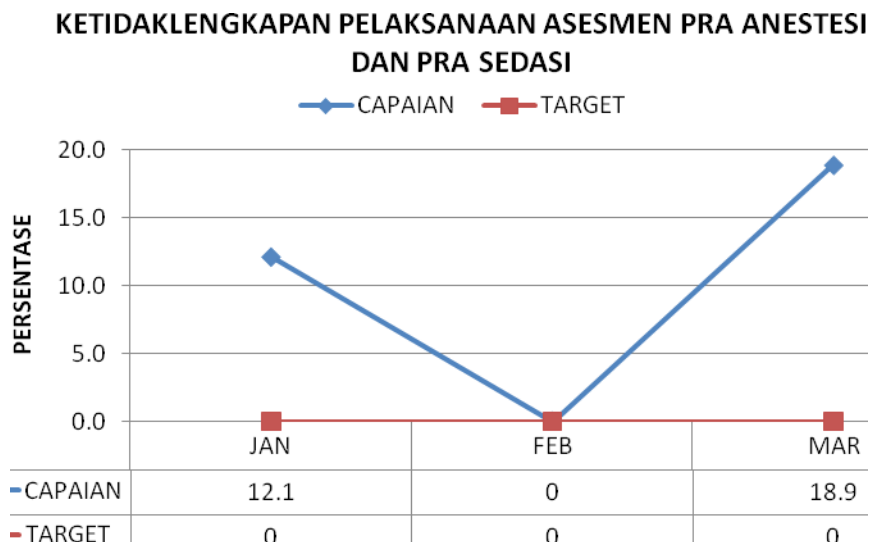 KETIDAKLENGKAPAN PELAKSANAAN ASESMEN PRA ANESTESI
DAN PRA SEDASI
CAPAIAN TARGET
20.0
15.0
10.0
5.0
0.0
PERSENTASE
JAN FEB MAR
CAPAIAN 12.1 0 18.9
TARGET 0 0 0